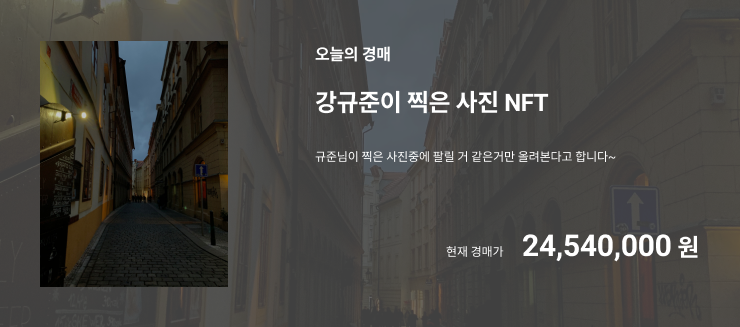 오늘의 경매
강규준이 찍은 사진 NFT
규준님이 찍은 사진중에 팔릴 거 같은거만 올려본다고 합니다~
현재 경매가 24,540,000 원